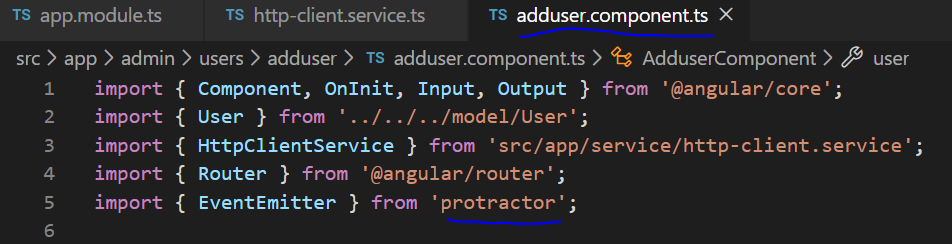 TS app.module.ts TS http-client.service.ts TS adduser.component.ts ×
src > app > admin > users > adduser > TS adduser.component.ts > AdduserComponent > user
1 import { Component, OnInit, Input, Output } from '@angular/core';
2 import { User } from '../../../model/User';
3 import { HttpClientService } from 'src/app/service/http-client.service';
4 import { Router } from '@angular/router';
5 import { EventEmitter } from 'protractor';
6